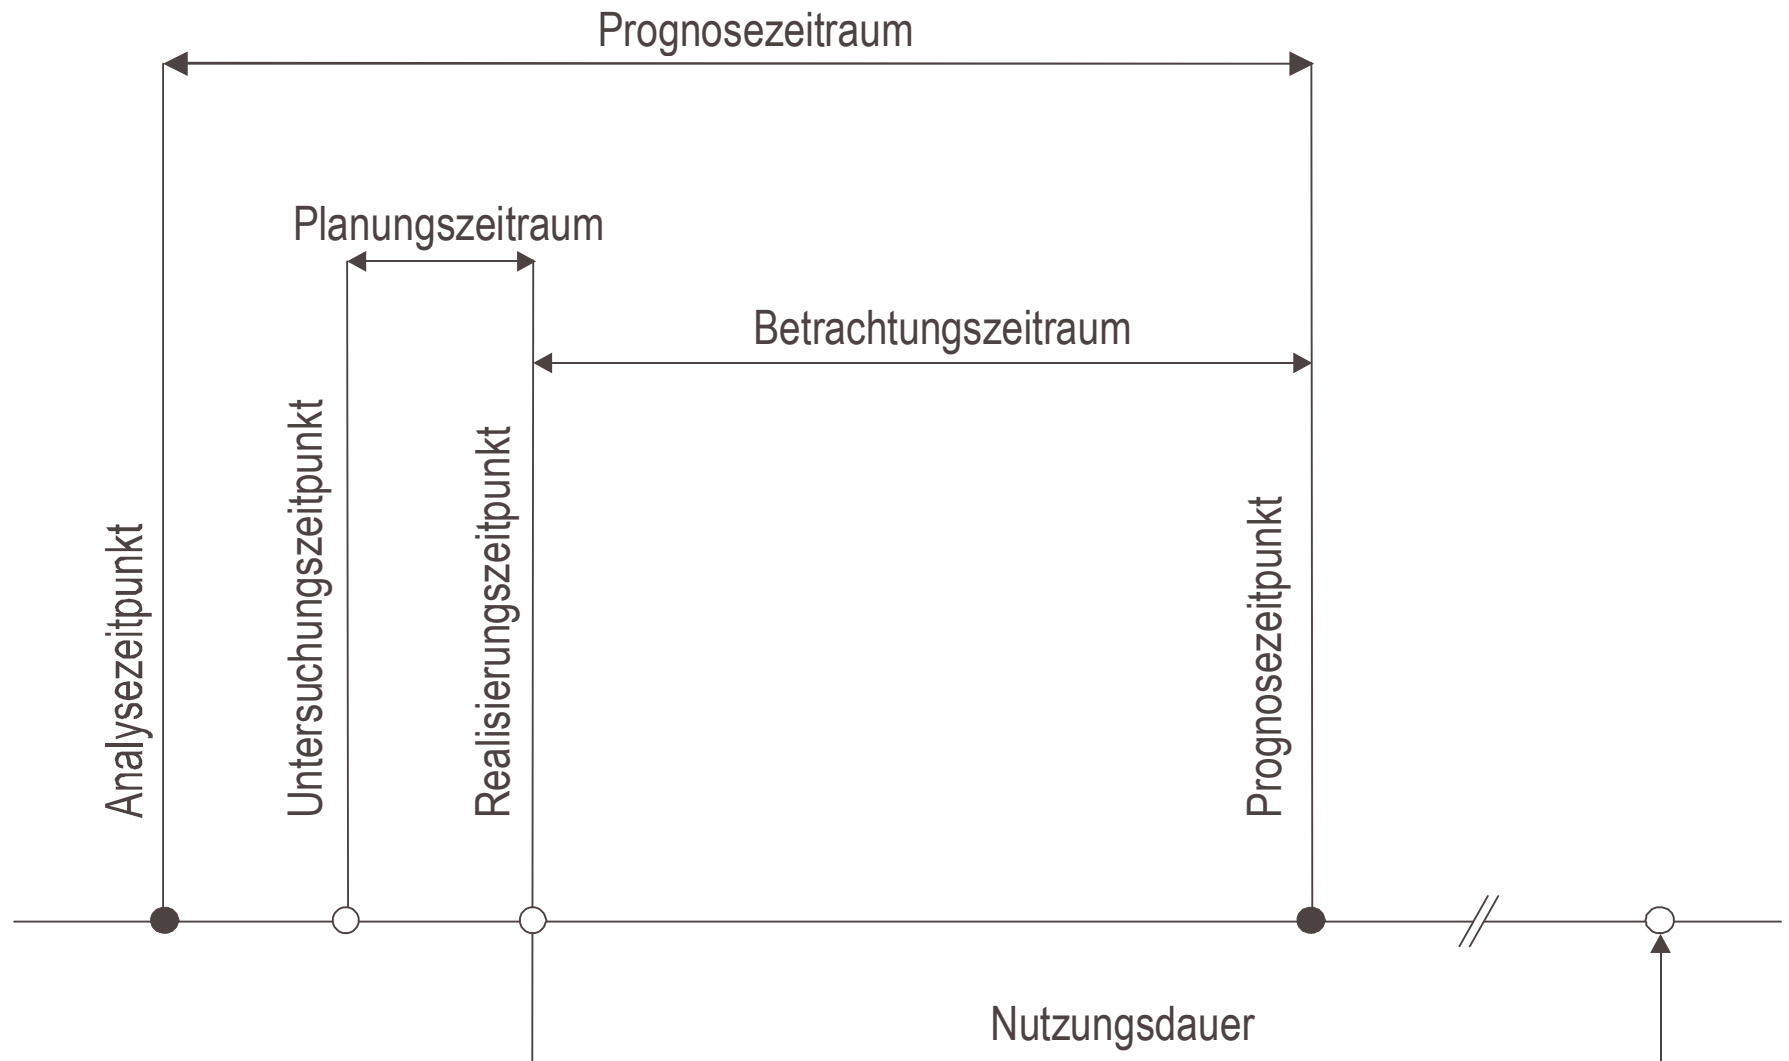 Prognosezeitraum
Planungszeitraum
Betrachtungszeitraum
Analysezeitpunkt
Untersuchungszeitpunkt
Realisierungszeitpunkt
Prognosezeitpunkt
Nutzungsdauer